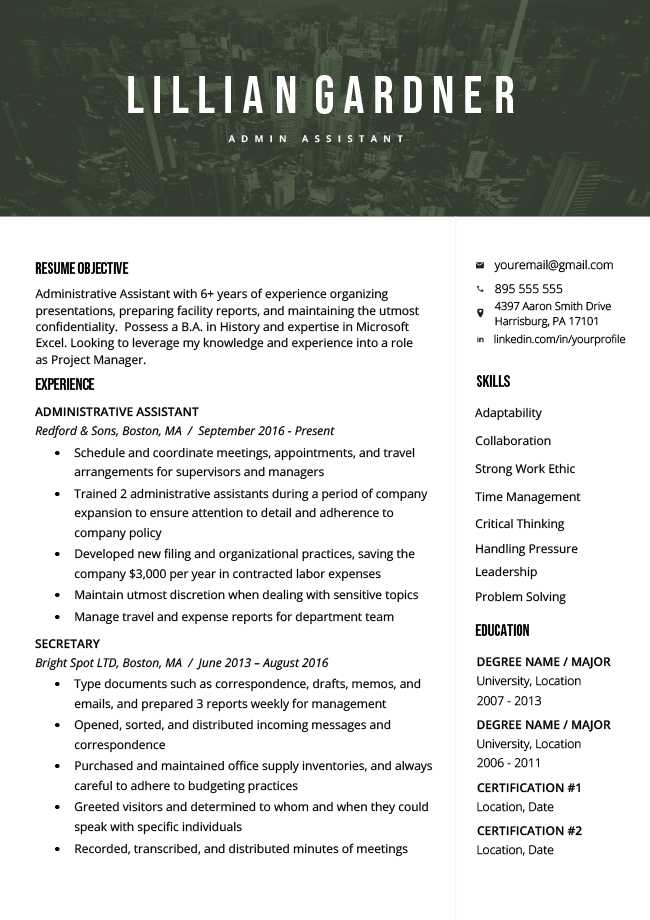 LILLIAN GARDNER
ADMIN ASSISTANT
RESUME OBJECTIVE
Administrative Assistant with 6+ years of experience organizing
presentations, preparing facility reports, and maintaining the utmost
confidentiality.  Possess a B.A. in History and expertise in Microsoft
Excel. Looking to leverage my knowledge and experience into a role
as Project Manager.
EXPERIENCE
ADMINISTRATIVE ASSISTANT
Redford & Sons, Boston, MA  /  September 2016 - Present
• Schedule and coordinate meetings, appointments, and travel
arrangements for supervisors and managers
• Trained 2 administrative assistants during a period of company
expansion to ensure attention to detail and adherence to
company policy
• Developed new filing and organizational practices, saving the
company $3,000 per year in contracted labor expenses
• Maintain utmost discretion when dealing with sensitive topics
• Manage travel and expense reports for department team
SECRETARY
Bright Spot LTD, Boston, MA  /  June 2013 – August 2016
• Type documents such as correspondence, drafts, memos, and
emails, and prepared 3 reports weekly for management
• Opened, sorted, and distributed incoming messages and
correspondence
• Purchased and maintained office supply inventories, and always
careful to adhere to budgeting practices
• Greeted visitors and determined to whom and when they could
speak with specific individuals
• Recorded, transcribed, and distributed minutes of meetings
youremail@gmail.com
895 555 555
4397 Aaron Smith Drive
Harrisburg, PA 17101
in linkedin.com/in/yourprofile
SKILLS
Adaptability
Collaboration
Strong Work Ethic
Time Management
Critical Thinking
Handling Pressure
Leadership
Problem Solving
EDUCATION
DEGREE NAME / MAJOR
University, Location
2007 - 2013
DEGREE NAME / MAJOR
University, Location
2006 - 2011
CERTIFICATION #1
Location, Date
CERTIFICATION #2
Location, Date